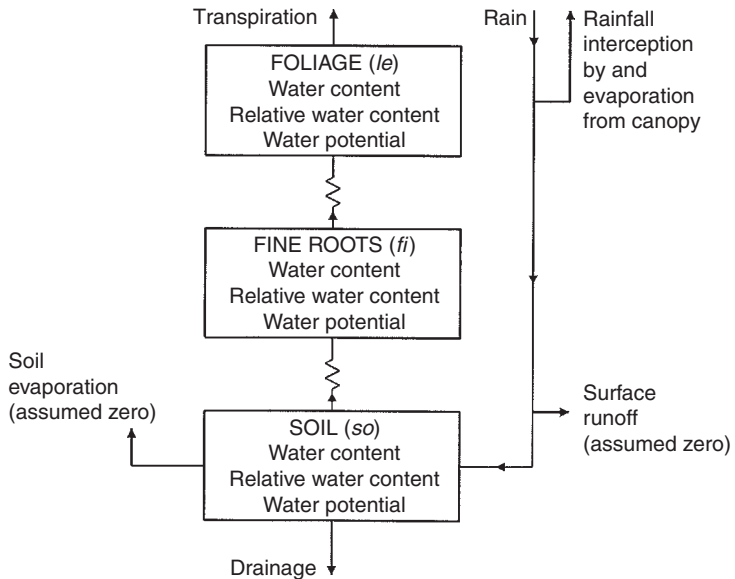 Transpiration
FOLIAGE (le)
Water content
Relative water content
Water potential
Rain
Rainfall
interception
by and
evaporation
from canopy
FINE ROOTS (fi)
Water content
Relative water content
Water potential
Soil
evaporation
(assumed zero)
SOIL (so)
Water content
Relative water content
Water potential
Surface
runoff
(assumed zero)
Drainage